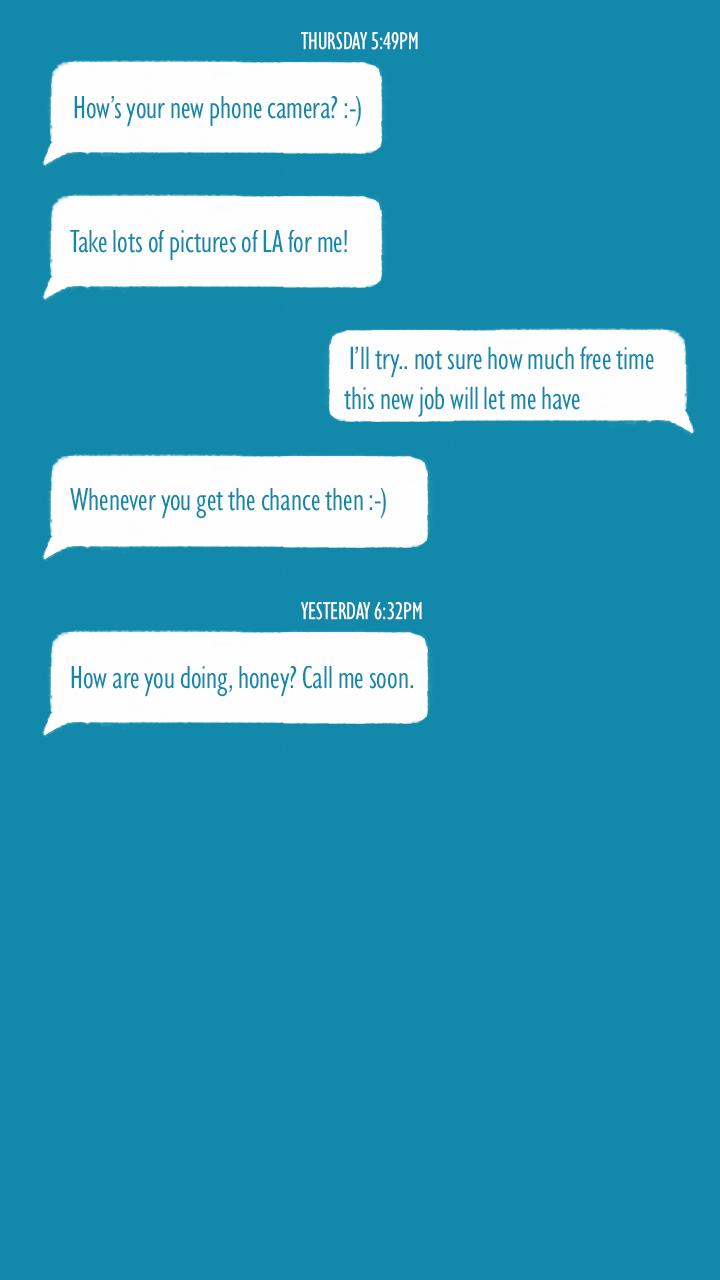 THURSDAY 5:49PM
How's your new phone camera? :-)
Take lots of pictures of LA for me!
I'll try.. not sure how much free time
this new job will let me have
Whenever you get the chance then :-)
YESTERDAY 6:32PM
How are you doing, honey? Call me soon.